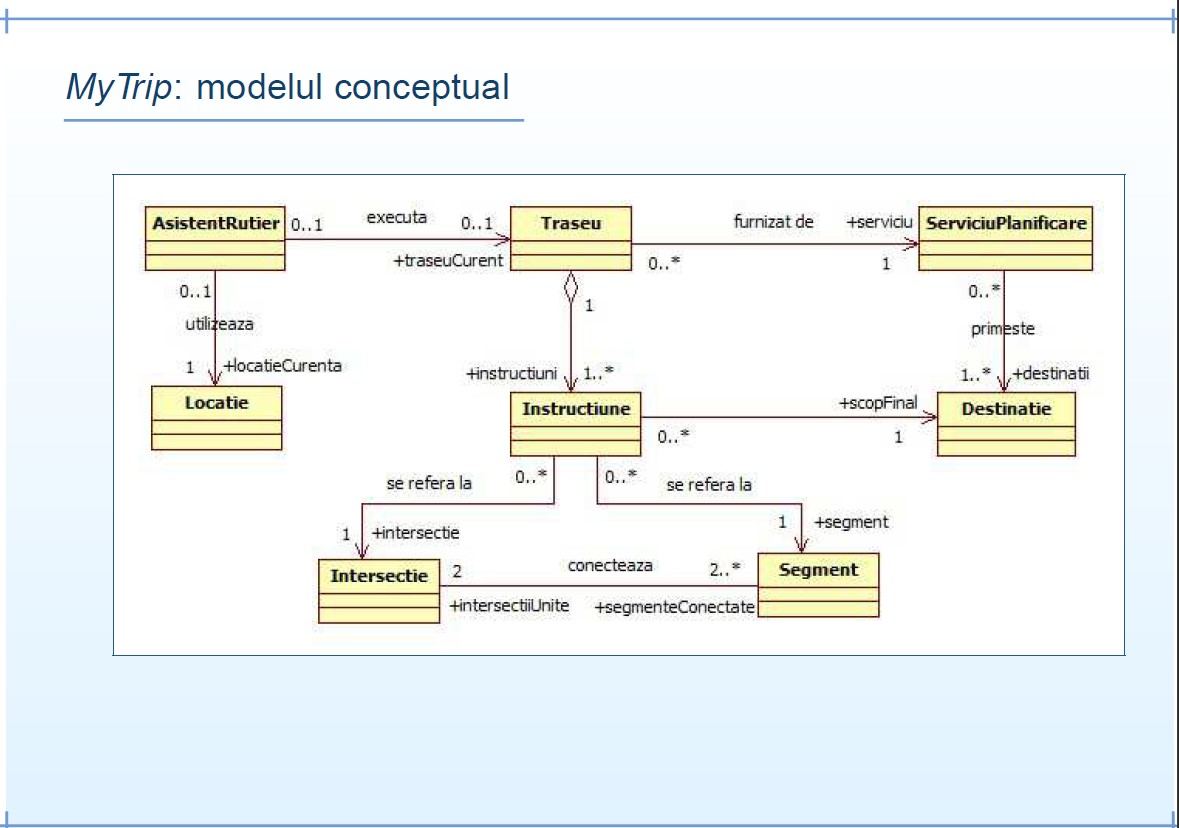 MyTrip: modelul conceptual
AsistentRutier
0..1
executa
0..1
+traseuCurent
Traseu
furnizat de
+serviciu
0..*
1
ServiciuPlanificare
0..1
utilizeaza
1
+locatieCurenta
1
+instructiuni
1..*
0..*
primeste
1..*
+destinatii
Locatie
Instructiune
+scopFinal
0..*
1
Destinatie
se refera la
0..*
0..*
se refera la
1
+intersectie
1
+segment
Intersectie
2
conecteaza
2..*
+intersectiiUnite
+segmenteConectate
Segment